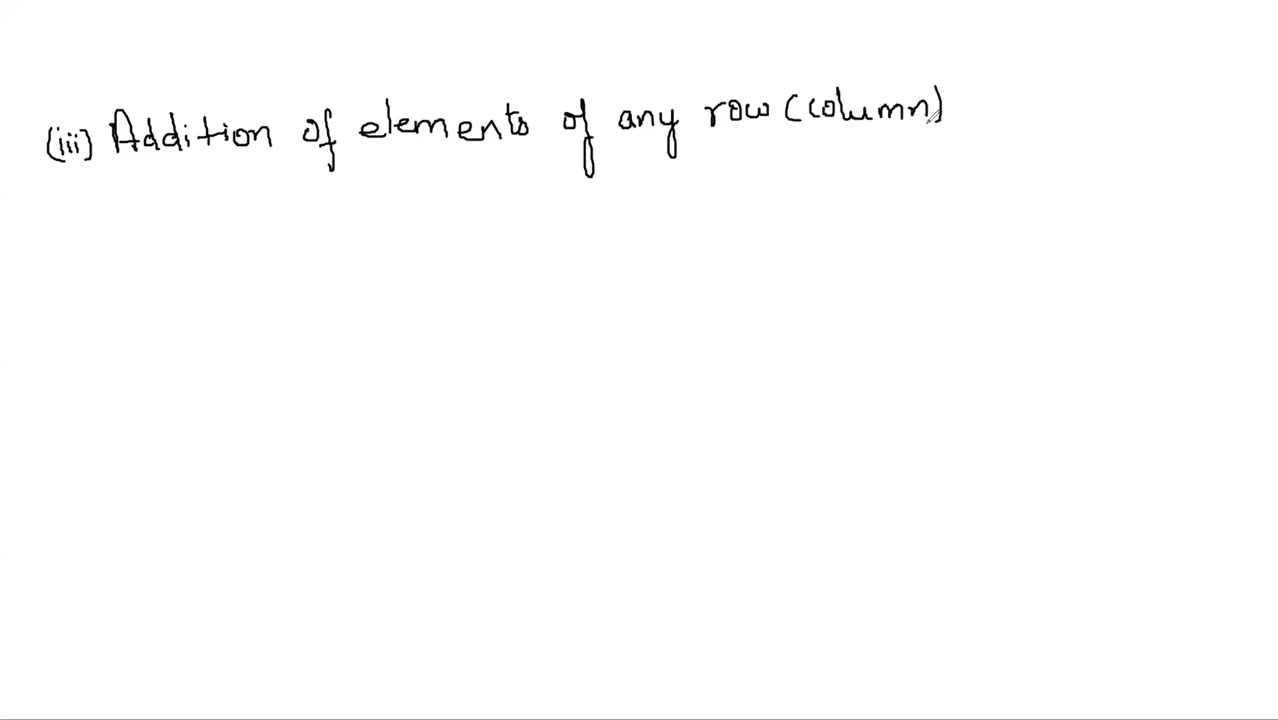 (iii) Addition of elements of any row (column)